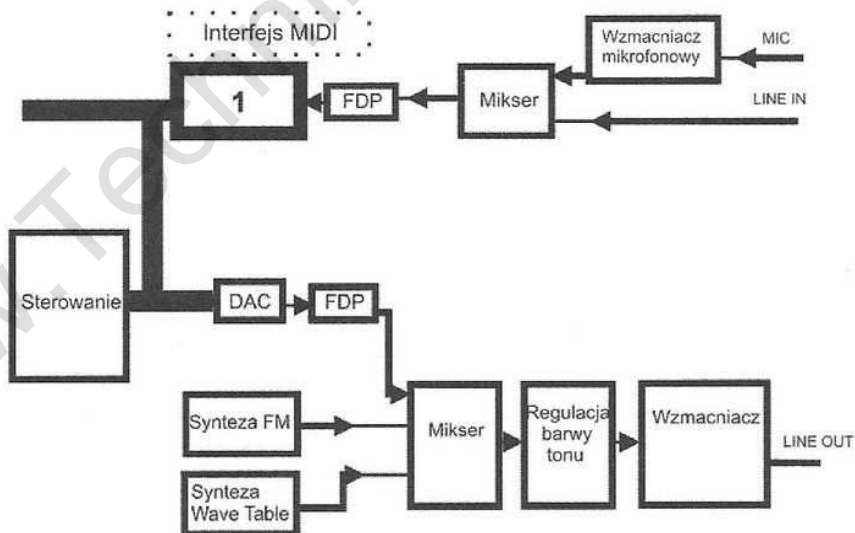 Interfejs MIDI
1
FDP
Mikser
Wzmacniacz
mikrofonowy
MIC
LINE IN
Sterowanie
DAC
FDP
Synteza FM
Synteza
Wave Table
Mikser
Regulacja
barwy
tonu
Wzmacniacz
LINE OUT